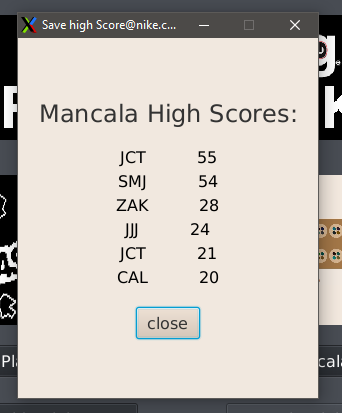 Save high Score@nike.c...
Mancala High Scores:
JCT 55
SMJ 54
ZAK 28
JJJ 24
JCT 21
CAL 20
close